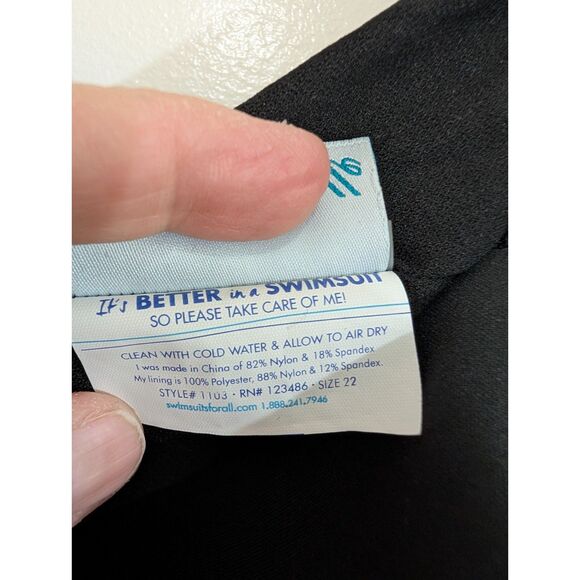 all
It's BETTER in a SWIMSUIT
SO PLEASE TAKE CARE OF ME!
CLEAN WITH COLD WATER & ALLOW TO AIR DRY
I was made in China of 82% Nylon & 18% Spandex
My lining is 100% Polyester, 88% Nylon & 12% Spandex.
STYLE# 1103 • RN# 123486 • SIZE 22
swimsuitsforall.com 1.888.241.7946